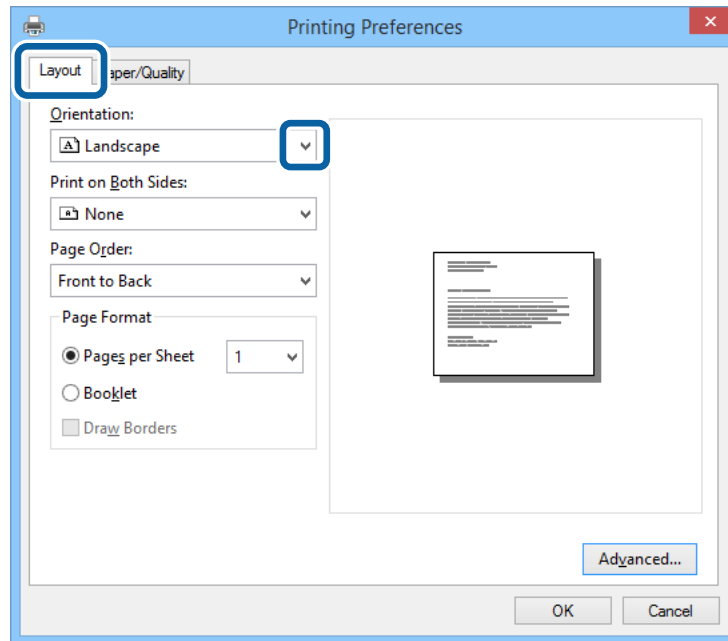 Printing Preferences
Layout
aper/Quality
Orientation:
Landscape
Print on Both Sides:
None
Page Order:
Front to Back
Page Format
Pages per Sheet 1
Booklet
Draw Borders
Advanced...
OK Cancel